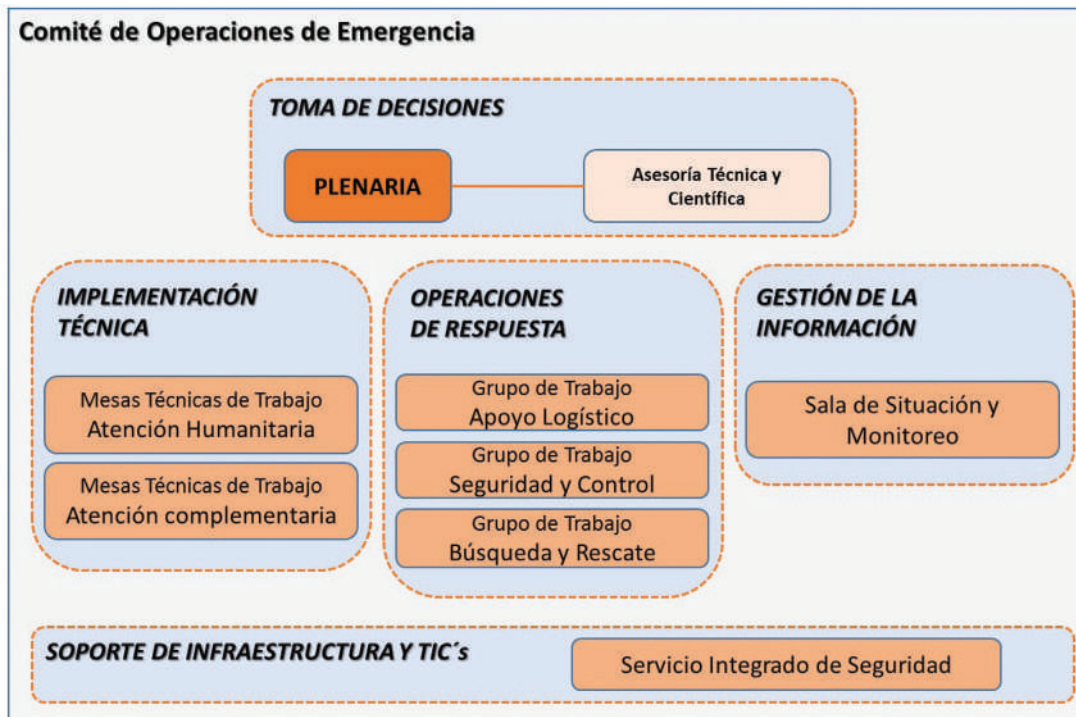 Comité de Operaciones de Emergencia
TOMA DE DECISIONES
PLENARIA
Asesoría Técnica y
Científica
IMPLEMENTACIÓN
TÉCNICA
Mesas Técnicas de Trabajo
Atención Humanitaria
Mesas Técnicas de Trabajo
Atención complementaria
OPERACIONES
DE RESPUESTA
Grupo de Trabajo
Apoyo Logístico
Grupo de Trabajo
Seguridad y Control
Grupo de Trabajo
Búsqueda y Rescate
GESTIÓN DE LA
INFORMACIÓN
Sala de Situación y
Monitoreo
SOPORTE DE INFRAESTRUCTURA Y TIC´s
Servicio Integrado de Seguridad